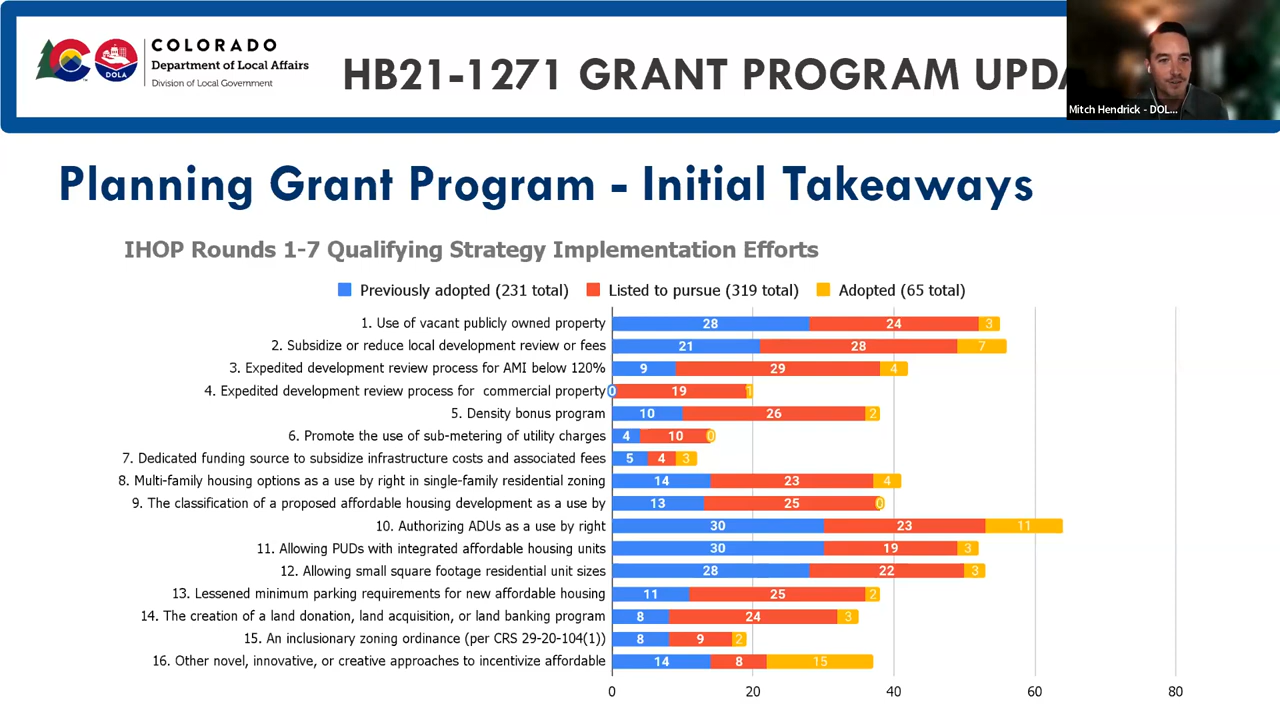 COLORADO
Department of Local Affairs
Division of Local Government
DOLA
HB21-1271 GRANT PROGRAM UPDA
Mitch Hendrick - DOL...
Planning Grant Program - Initial Takeaways
IHOP Rounds 1-7 Qualifying Strategy Implementation Efforts
Previously adopted (231 total) Listed to pursue (319 total) Adopted (65 total)
1. Use of vacant publicly owned property 28 24 3
2. Subsidize or reduce local development review or fees 21 28 7
3. Expedited development review process for AMI below 120% 9 29 4
4. Expedited development review process for commercial property 0 19 1
5. Density bonus program 10 26 2
6. Promote the use of sub-metering of utility charges 4 10 0
7. Dedicated funding source to subsidize infrastructure costs and associated fees 5 4 3
8. Multi-family housing options as a use by right in single-family residential zoning 14 23 4
9. The classification of a proposed affordable housing development as a use by 13 25 0
10. Authorizing ADUs as a use by right 30 23 11
11. Allowing PUDs with integrated affordable housing units 30 19 3
12. Allowing small square footage residential unit sizes 28 22 3
13. Lessened minimum parking requirements for new affordable housing 11 25 2
14. The creation of a land donation, land acquisition, or land banking program 8 24 3
15. An inclusionary zoning ordinance (per CRS 29-20-104(1)) 8 9 2
16. Other novel, innovative, or creative approaches to incentivize affordable 14 8 15
0 20 40 60 80